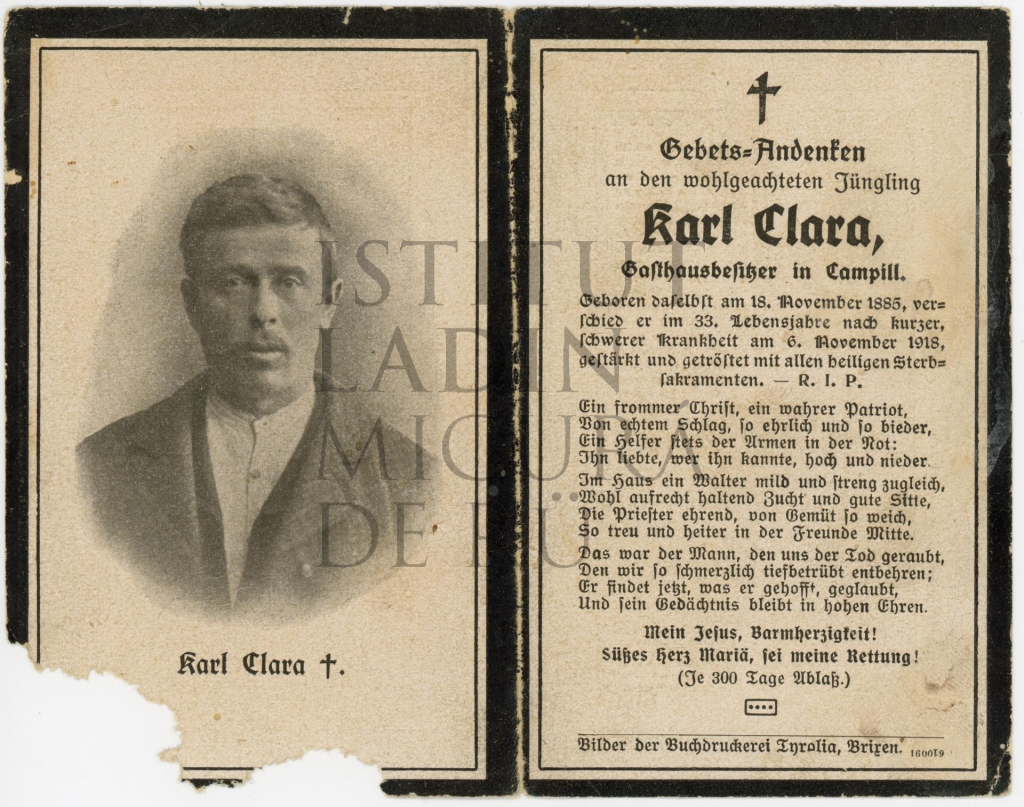 Karl Clara †.
Gebets=Andenken
an den wohlgeachteten Jüngling
Karl Clara,
Gasthausbesitzer in Campill.
Geboren daselbst am 18. November 1885, ver=
schied er im 33. Lebensjahre nach kurzer,
schwerer Krankheit am 6. November 1918,
gestärkt und getröstet mit allen heiligen Sterb=
sakramenten. — R. I. P.
Ein frommer Christ, ein wahrer Patriot,
Von echtem Schlag, so ehrlich und so bieder,
Ein Helfer stets der Armen in der Not:
Ihn liebte, wer ihn kannte, hoch und nieder.
Im Haus ein Walter mild und streng zugleich,
Wohl aufrecht haltend Zucht und gute Sitte,
Die Priester ehrend, von Gemüt so weich,
So treu und heiter in der Freunde Mitte.
Das war der Mann, den uns der Tod geraubt,
Den wir so schmerzlich tiefbetrübt entbehren;
Er findet jetzt, was er gehofft, geglaubt,
Und sein Gedächtnis bleibt in hohen Ehren.
Mein Jesus, Barmherzigkeit!
Süßes Herz Mariä, sei meine Rettung!
(Je 300 Tage Ablaß.)
Bilder der Buchdruckerei Tyrolia, Brixen.
ISTITUT
LADIN
MICURÁ
DE RÜ